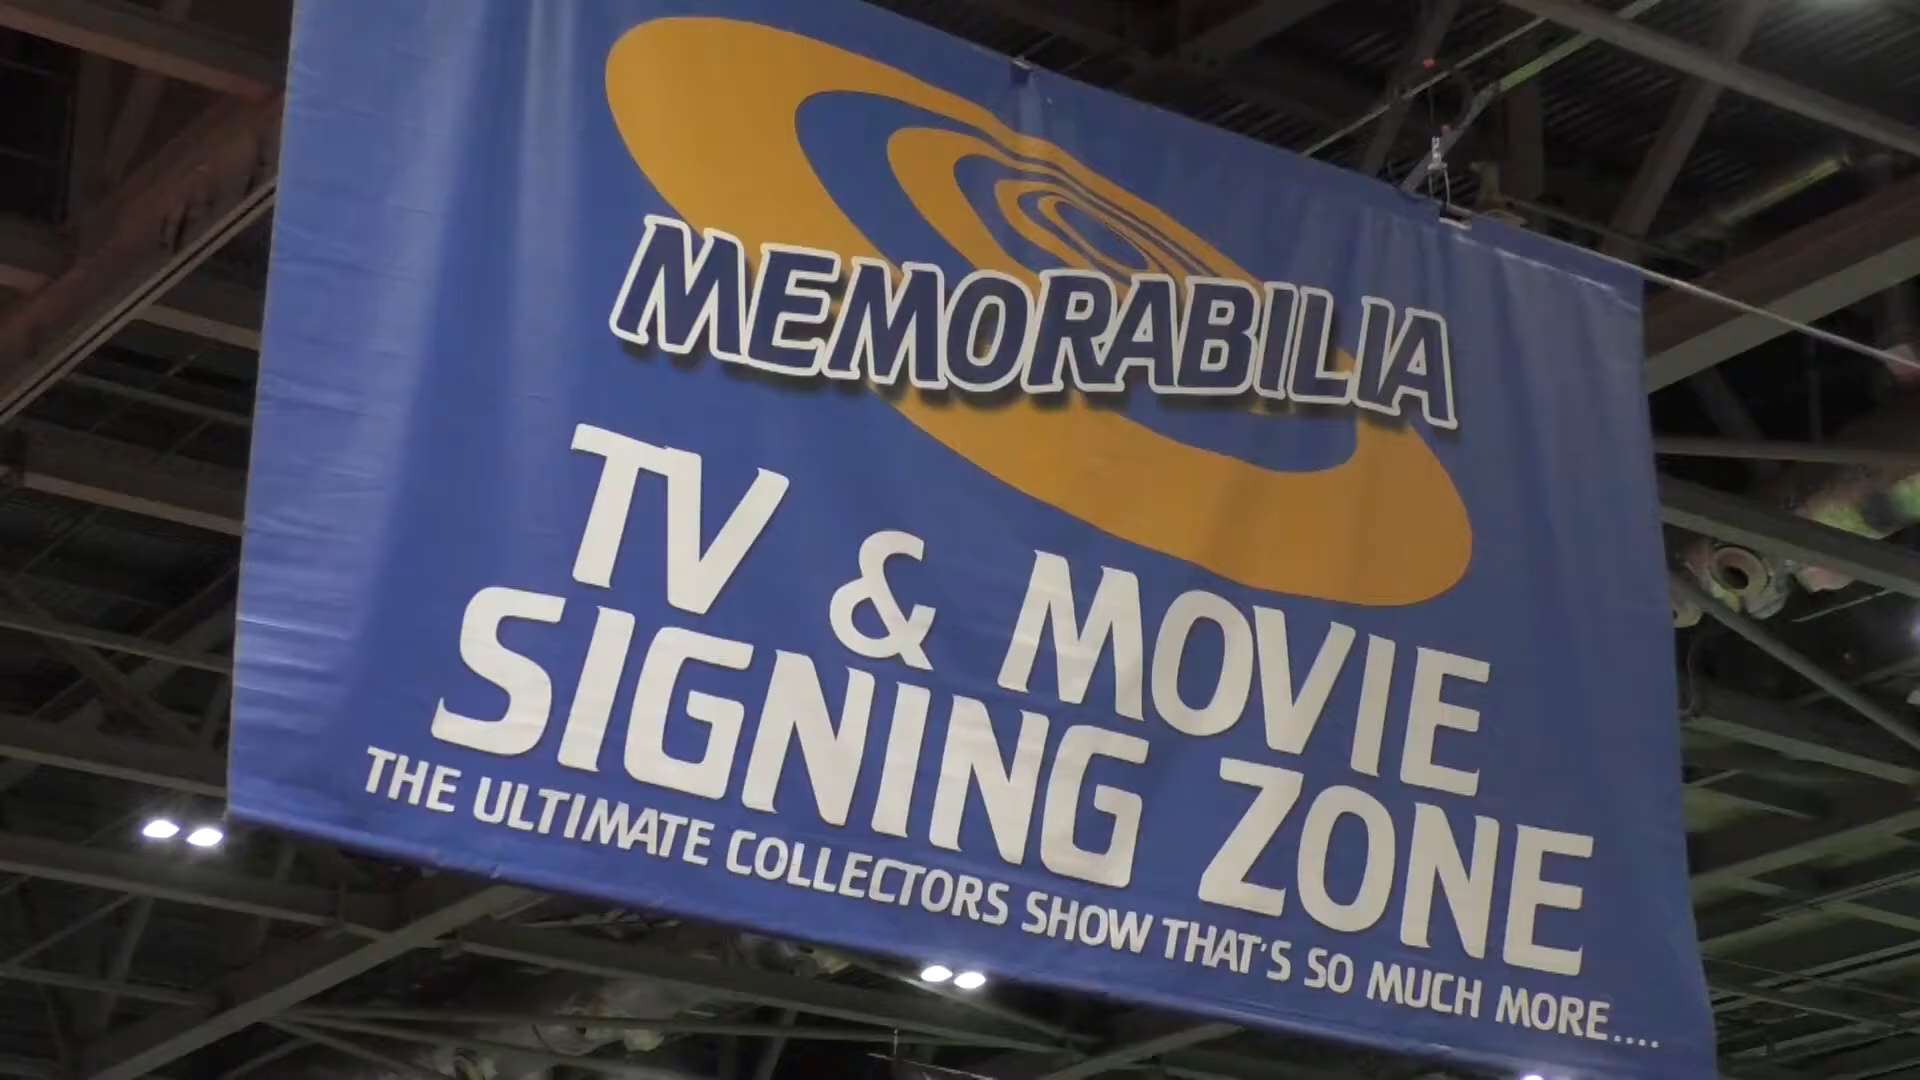 MEMORABILIA
TV & MOVIE
SIGNING ZONE
THE ULTIMATE COLLECTORS SHOW THAT'S SO MUCH MORE....